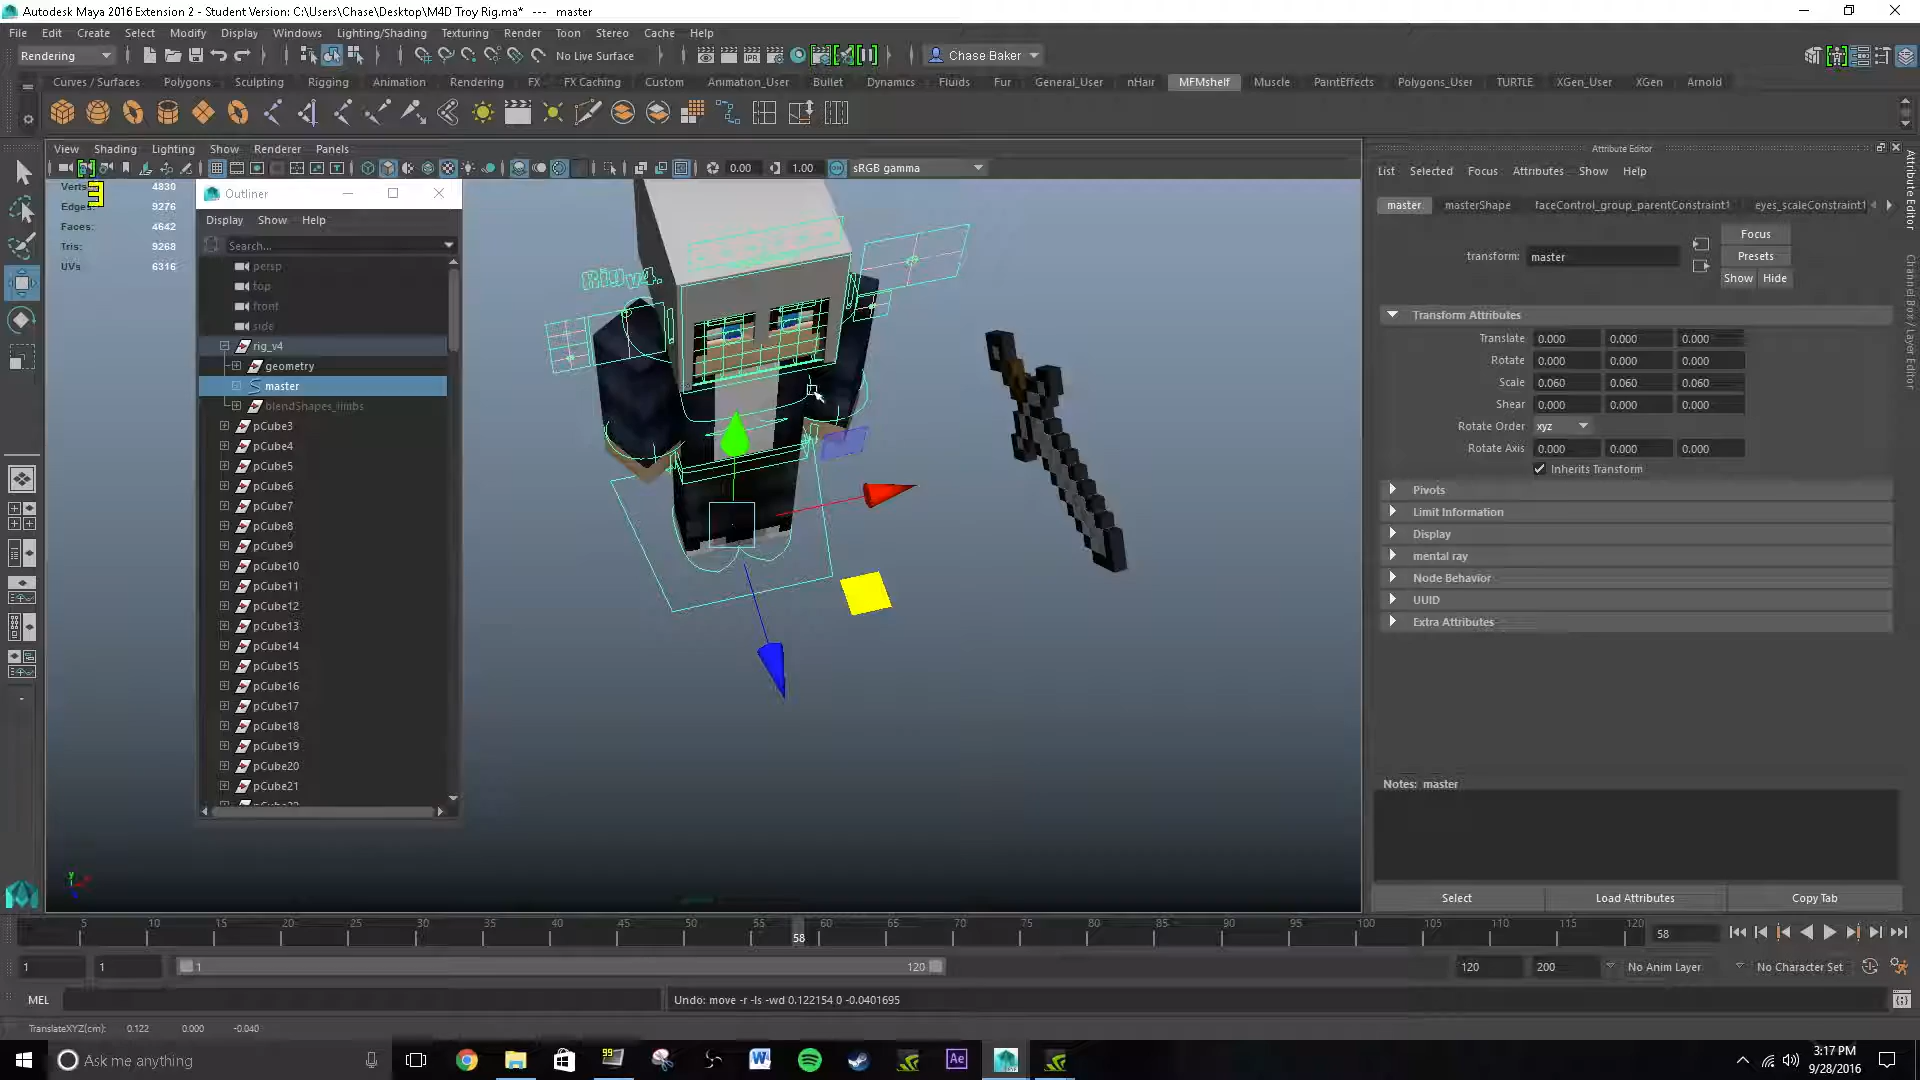 Autodesk Maya 2016 Extension 2 - Student Version: C:\Users\Chase\Desktop\M4D Troy Rig.ma*   ---   master
File Edit Create Select Modify Display Windows Lighting/Shading Texturing Render Toon Stereo Cache Help
Rendering No Live Surface Chase Baker
Curves / Surfaces Polygons Sculpting Rigging Animation Rendering FX FX Caching Custom Animation_User Bullet Dynamics Fluids Fur General_User nHair MFMshelf Muscle PaintEffects Polygons_User TURTLE XGen_User XGen Arnold
View Shading Lighting Show Renderer Panels
0.00 1.00 sRGB gamma
Verts 4830
Edges: 9276
Faces: 4642
Tris: 9268
UVs 6316
Outliner
Display Show Help
Search...
persp
top
front
side
rig_v4
geometry
master
blendShapes_limbs
pCube3
pCube4
pCube5
pCube6
pCube7
pCube8
pCube9
pCube10
pCube11
pCube12
pCube13
pCube14
pCube15
pCube16
pCube17
pCube18
pCube19
pCube20
pCube21
Rig v4.
Attribute Editor
List Selected Focus Attributes Show Help
master masterShape faceControl_group_parentConstraint1 eyes_scaleConstraint1
transform: master
Focus
Presets
Show Hide
Transform Attributes
Translate 0.000 0.000 0.000
Rotate 0.000 0.000 0.000
Scale 0.060 0.060 0.060
Shear 0.000 0.000 0.000
Rotate Order xyz
Rotate Axis 0.000 0.000 0.000
Inherits Transform
Pivots
Limit Information
Display
mental ray
Node Behavior
UUID
Extra Attributes
Notes: master
Select Load Attributes Copy Tab
Attribute Editor
Channel Box / Layer Editor
5 10 15 20 25 30 35 40 45 50 55 60 65 70 75 80 85 90 95 100 105 110 115 120
58 58
1 1 1 120 120 200 No Anim Layer No Character Set
MEL Undo: move -r -ls -wd 0.122154 0 -0.0401695
TranslateXYZ(cm): 0.122 0.000 -0.040
Ask me anything
99
W
Ae
3:17 PM
9/28/2016